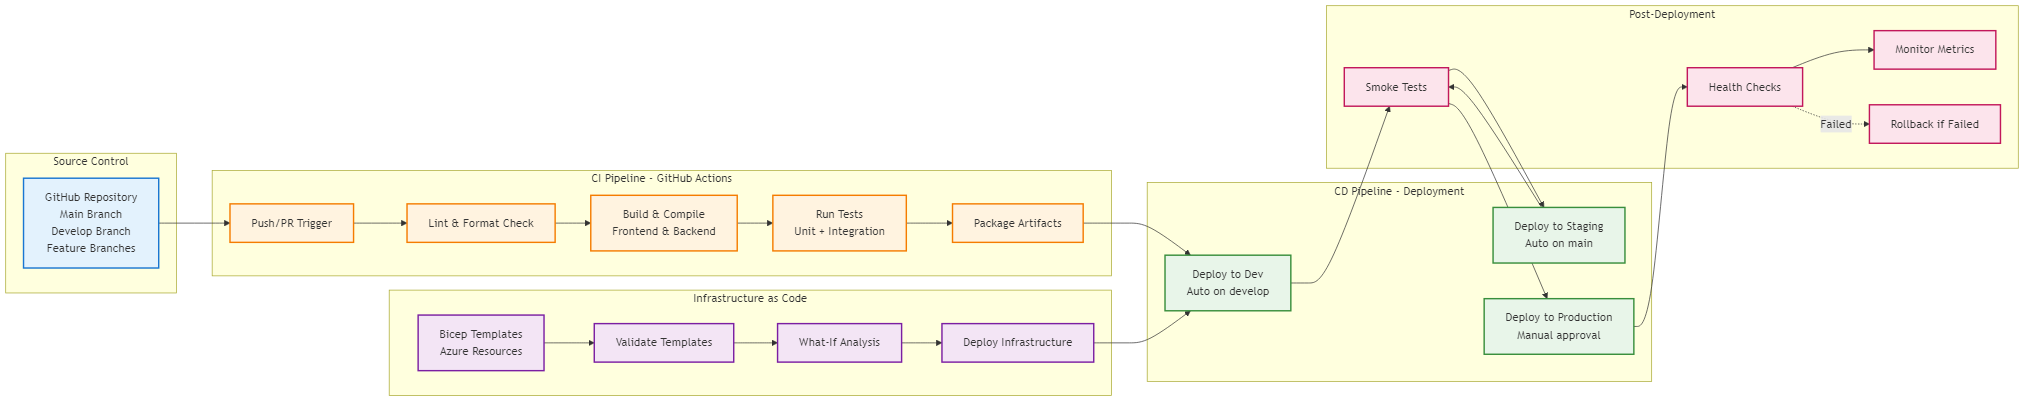 Source Control
GitHub Repository
Main Branch
Develop Branch
Feature Branches
CI Pipeline - GitHub Actions
Push/PR Trigger
Lint & Format Check
Build & Compile
Frontend & Backend
Run Tests
Unit + Integration
Package Artifacts
Infrastructure as Code
Bicep Templates
Azure Resources
Validate Templates
What-If Analysis
Deploy Infrastructure
CD Pipeline - Deployment
Deploy to Dev
Auto on develop
Deploy to Staging
Auto on main
Deploy to Production
Manual approval
Post-Deployment
Smoke Tests
Health Checks
Monitor Metrics
Failed
Rollback if Failed